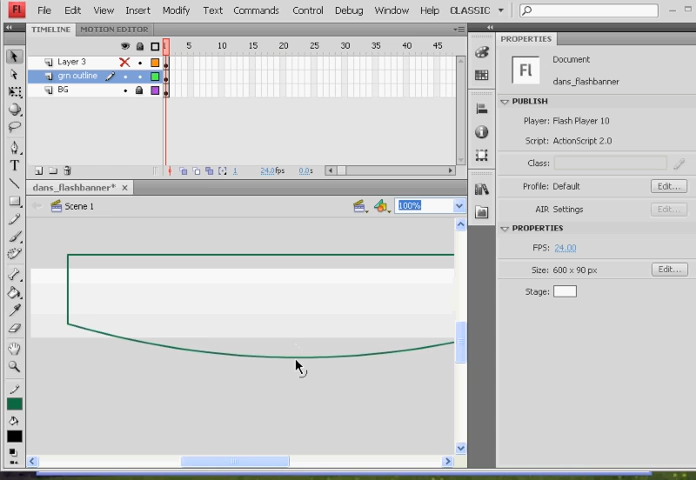 Fl File Edit View Insert Modify Text Commands Control Debug Window Help CLASSIC
TIMELINE MOTION EDITOR
1 5 10 15 20 25 30 35 40 45
Layer 3
grn outline
BG
1 24.0fps 0.0s
dans_flashbanner* ×
Scene 1 100%
PROPERTIES
Fl
Document
dans_flashbanner
PUBLISH
Player: Flash Player 10
Script: ActionScript 2.0
Class:
Profile: Default Edit...
AIR Settings Edit...
PROPERTIES
FPS: 24.00
Size: 600 x 90 px Edit...
Stage: